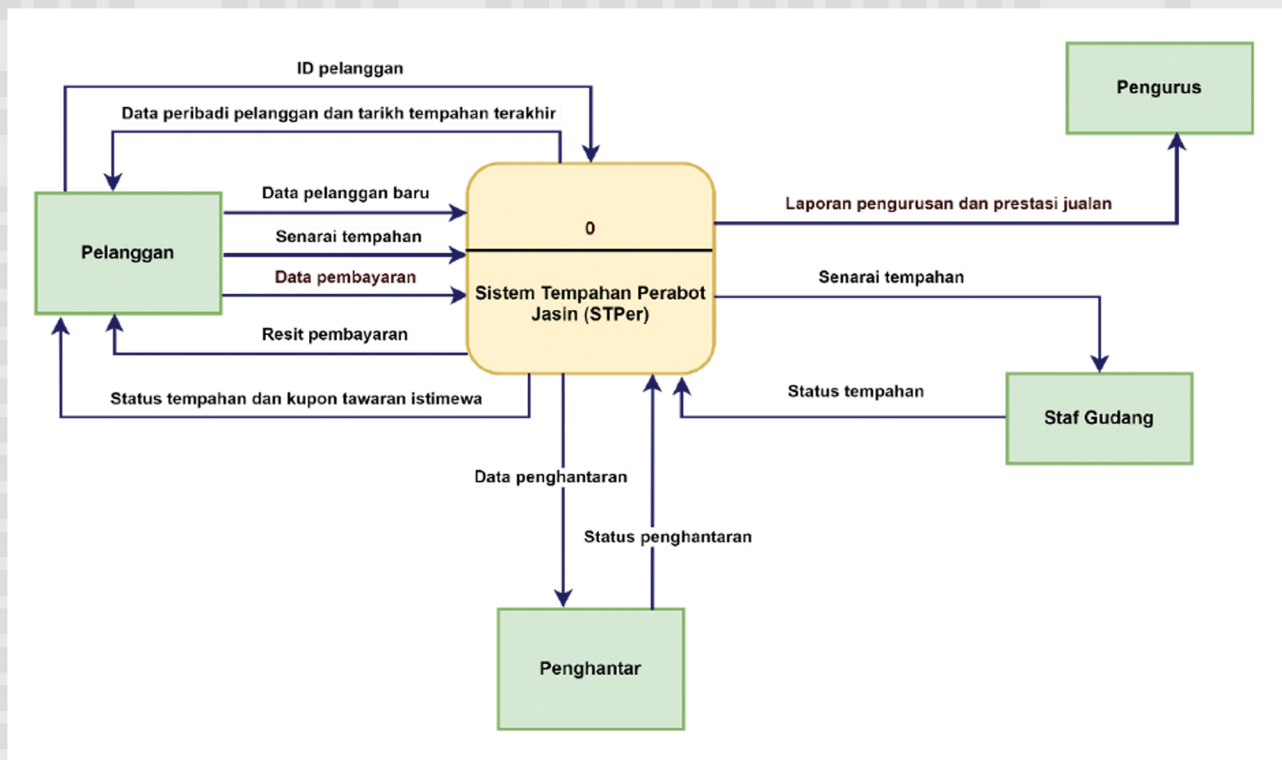 ID pelanggan
Pengurus
Data peribadi pelanggan dan tarikh tempahan terakhir
Data pelanggan baru
Laporan pengurusan dan prestasi jualan
0
Senarai tempahan
Pelanggan
Data pembayaran
Senarai tempahan
Sistem Tempahan Perabot
Jasin (STPer)
Resit pembayaran
Status tempahan dan kupon tawaran istimewa
Status tempahan
Staf Gudang
Data penghantaran
Status penghantaran
Penghantar